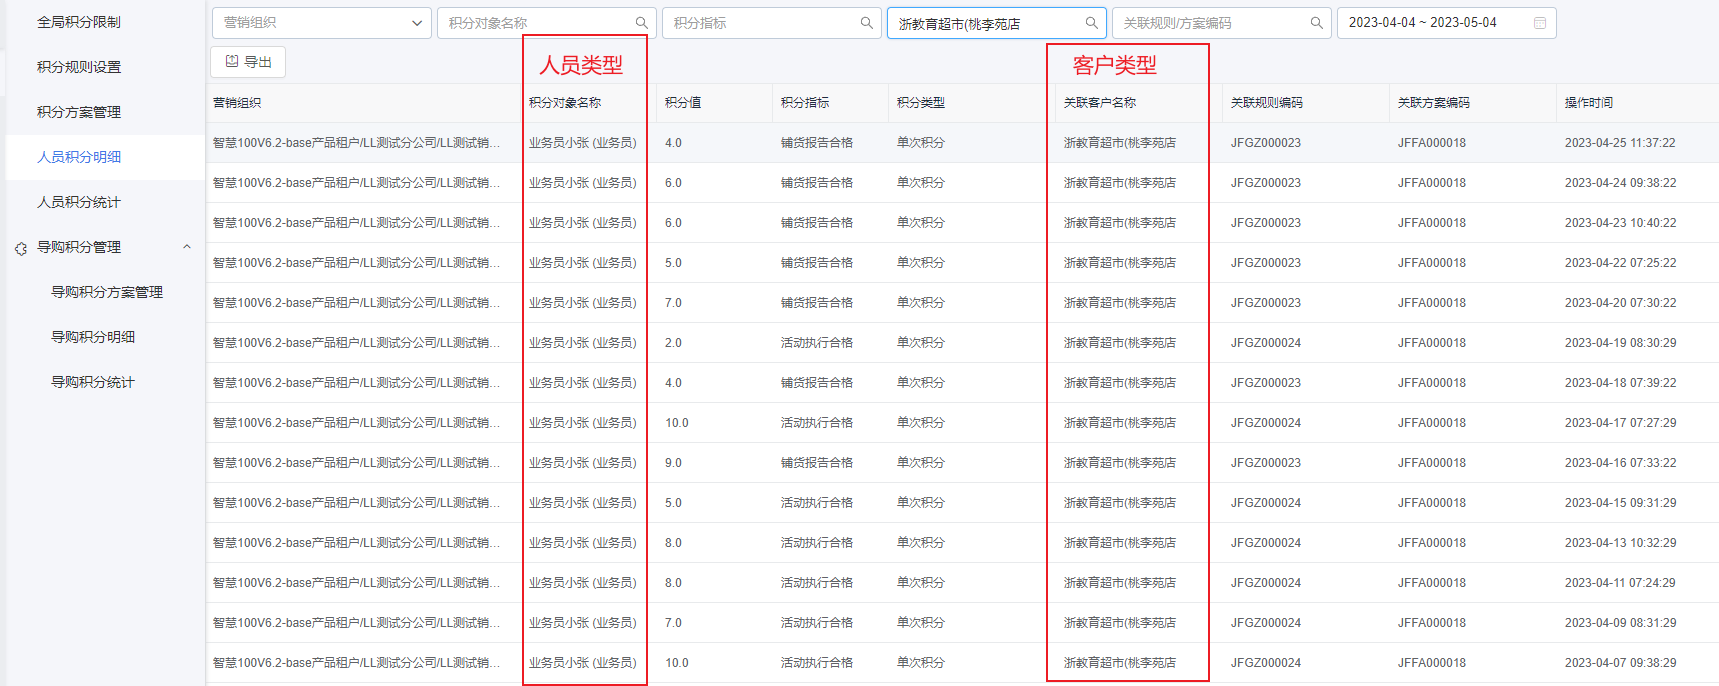 全局积分限制
积分规则设置
积分方案管理
人员积分明细
人员积分统计
导购积分管理
导购积分方案管理
导购积分明细
导购积分统计
营销组织 积分对象名称 积分指标 浙教育超市(桃李苑店 关联规则/方案编码 2023-04-04 ~ 2023-05-04
导出 人员类型 客户类型
营销组织 积分对象名称 积分值 积分指标 积分类型 关联客户名称 关联规则编码 关联方案编码 操作时间
智慧100V6.2-base产品租户/LL测试分公司/LL测试销... 业务员小张 (业务员) 4.0 铺货报告合格 单次积分 浙教育超市(桃李苑店 JFGZ000023 JFFA000018 2023-04-25 11:37:22
智慧100V6.2-base产品租户/LL测试分公司/LL测试销... 业务员小张 (业务员) 6.0 铺货报告合格 单次积分 浙教育超市(桃李苑店 JFGZ000023 JFFA000018 2023-04-24 09:38:22
智慧100V6.2-base产品租户/LL测试分公司/LL测试销... 业务员小张 (业务员) 6.0 铺货报告合格 单次积分 浙教育超市(桃李苑店 JFGZ000023 JFFA000018 2023-04-23 10:40:22
智慧100V6.2-base产品租户/LL测试分公司/LL测试销... 业务员小张 (业务员) 5.0 铺货报告合格 单次积分 浙教育超市(桃李苑店 JFGZ000023 JFFA000018 2023-04-22 07:25:22
智慧100V6.2-base产品租户/LL测试分公司/LL测试销... 业务员小张 (业务员) 7.0 铺货报告合格 单次积分 浙教育超市(桃李苑店 JFGZ000023 JFFA000018 2023-04-20 07:30:22
智慧100V6.2-base产品租户/LL测试分公司/LL测试销... 业务员小张 (业务员) 2.0 活动执行合格 单次积分 浙教育超市(桃李苑店 JFGZ000024 JFFA000018 2023-04-19 08:30:29
智慧100V6.2-base产品租户/LL测试分公司/LL测试销... 业务员小张 (业务员) 4.0 铺货报告合格 单次积分 浙教育超市(桃李苑店 JFGZ000023 JFFA000018 2023-04-18 07:39:22
智慧100V6.2-base产品租户/LL测试分公司/LL测试销... 业务员小张 (业务员) 10.0 活动执行合格 单次积分 浙教育超市(桃李苑店 JFGZ000024 JFFA000018 2023-04-17 07:27:29
智慧100V6.2-base产品租户/LL测试分公司/LL测试销... 业务员小张 (业务员) 9.0 铺货报告合格 单次积分 浙教育超市(桃李苑店 JFGZ000023 JFFA000018 2023-04-16 07:33:22
智慧100V6.2-base产品租户/LL测试分公司/LL测试销... 业务员小张 (业务员) 5.0 活动执行合格 单次积分 浙教育超市(桃李苑店 JFGZ000024 JFFA000018 2023-04-15 09:31:29
智慧100V6.2-base产品租户/LL测试分公司/LL测试销... 业务员小张 (业务员) 8.0 活动执行合格 单次积分 浙教育超市(桃李苑店 JFGZ000024 JFFA000018 2023-04-13 10:32:29
智慧100V6.2-base产品租户/LL测试分公司/LL测试销... 业务员小张 (业务员) 8.0 活动执行合格 单次积分 浙教育超市(桃李苑店 JFGZ000024 JFFA000018 2023-04-11 07:24:29
智慧100V6.2-base产品租户/LL测试分公司/LL测试销... 业务员小张 (业务员) 7.0 活动执行合格 单次积分 浙教育超市(桃李苑店 JFGZ000024 JFFA000018 2023-04-09 08:31:29
智慧100V6.2-base产品租户/LL测试分公司/LL测试销... 业务员小张 (业务员) 10.0 活动执行合格 单次积分 浙教育超市(桃李苑店 JFGZ000024 JFFA000018 2023-04-07 09:38:29